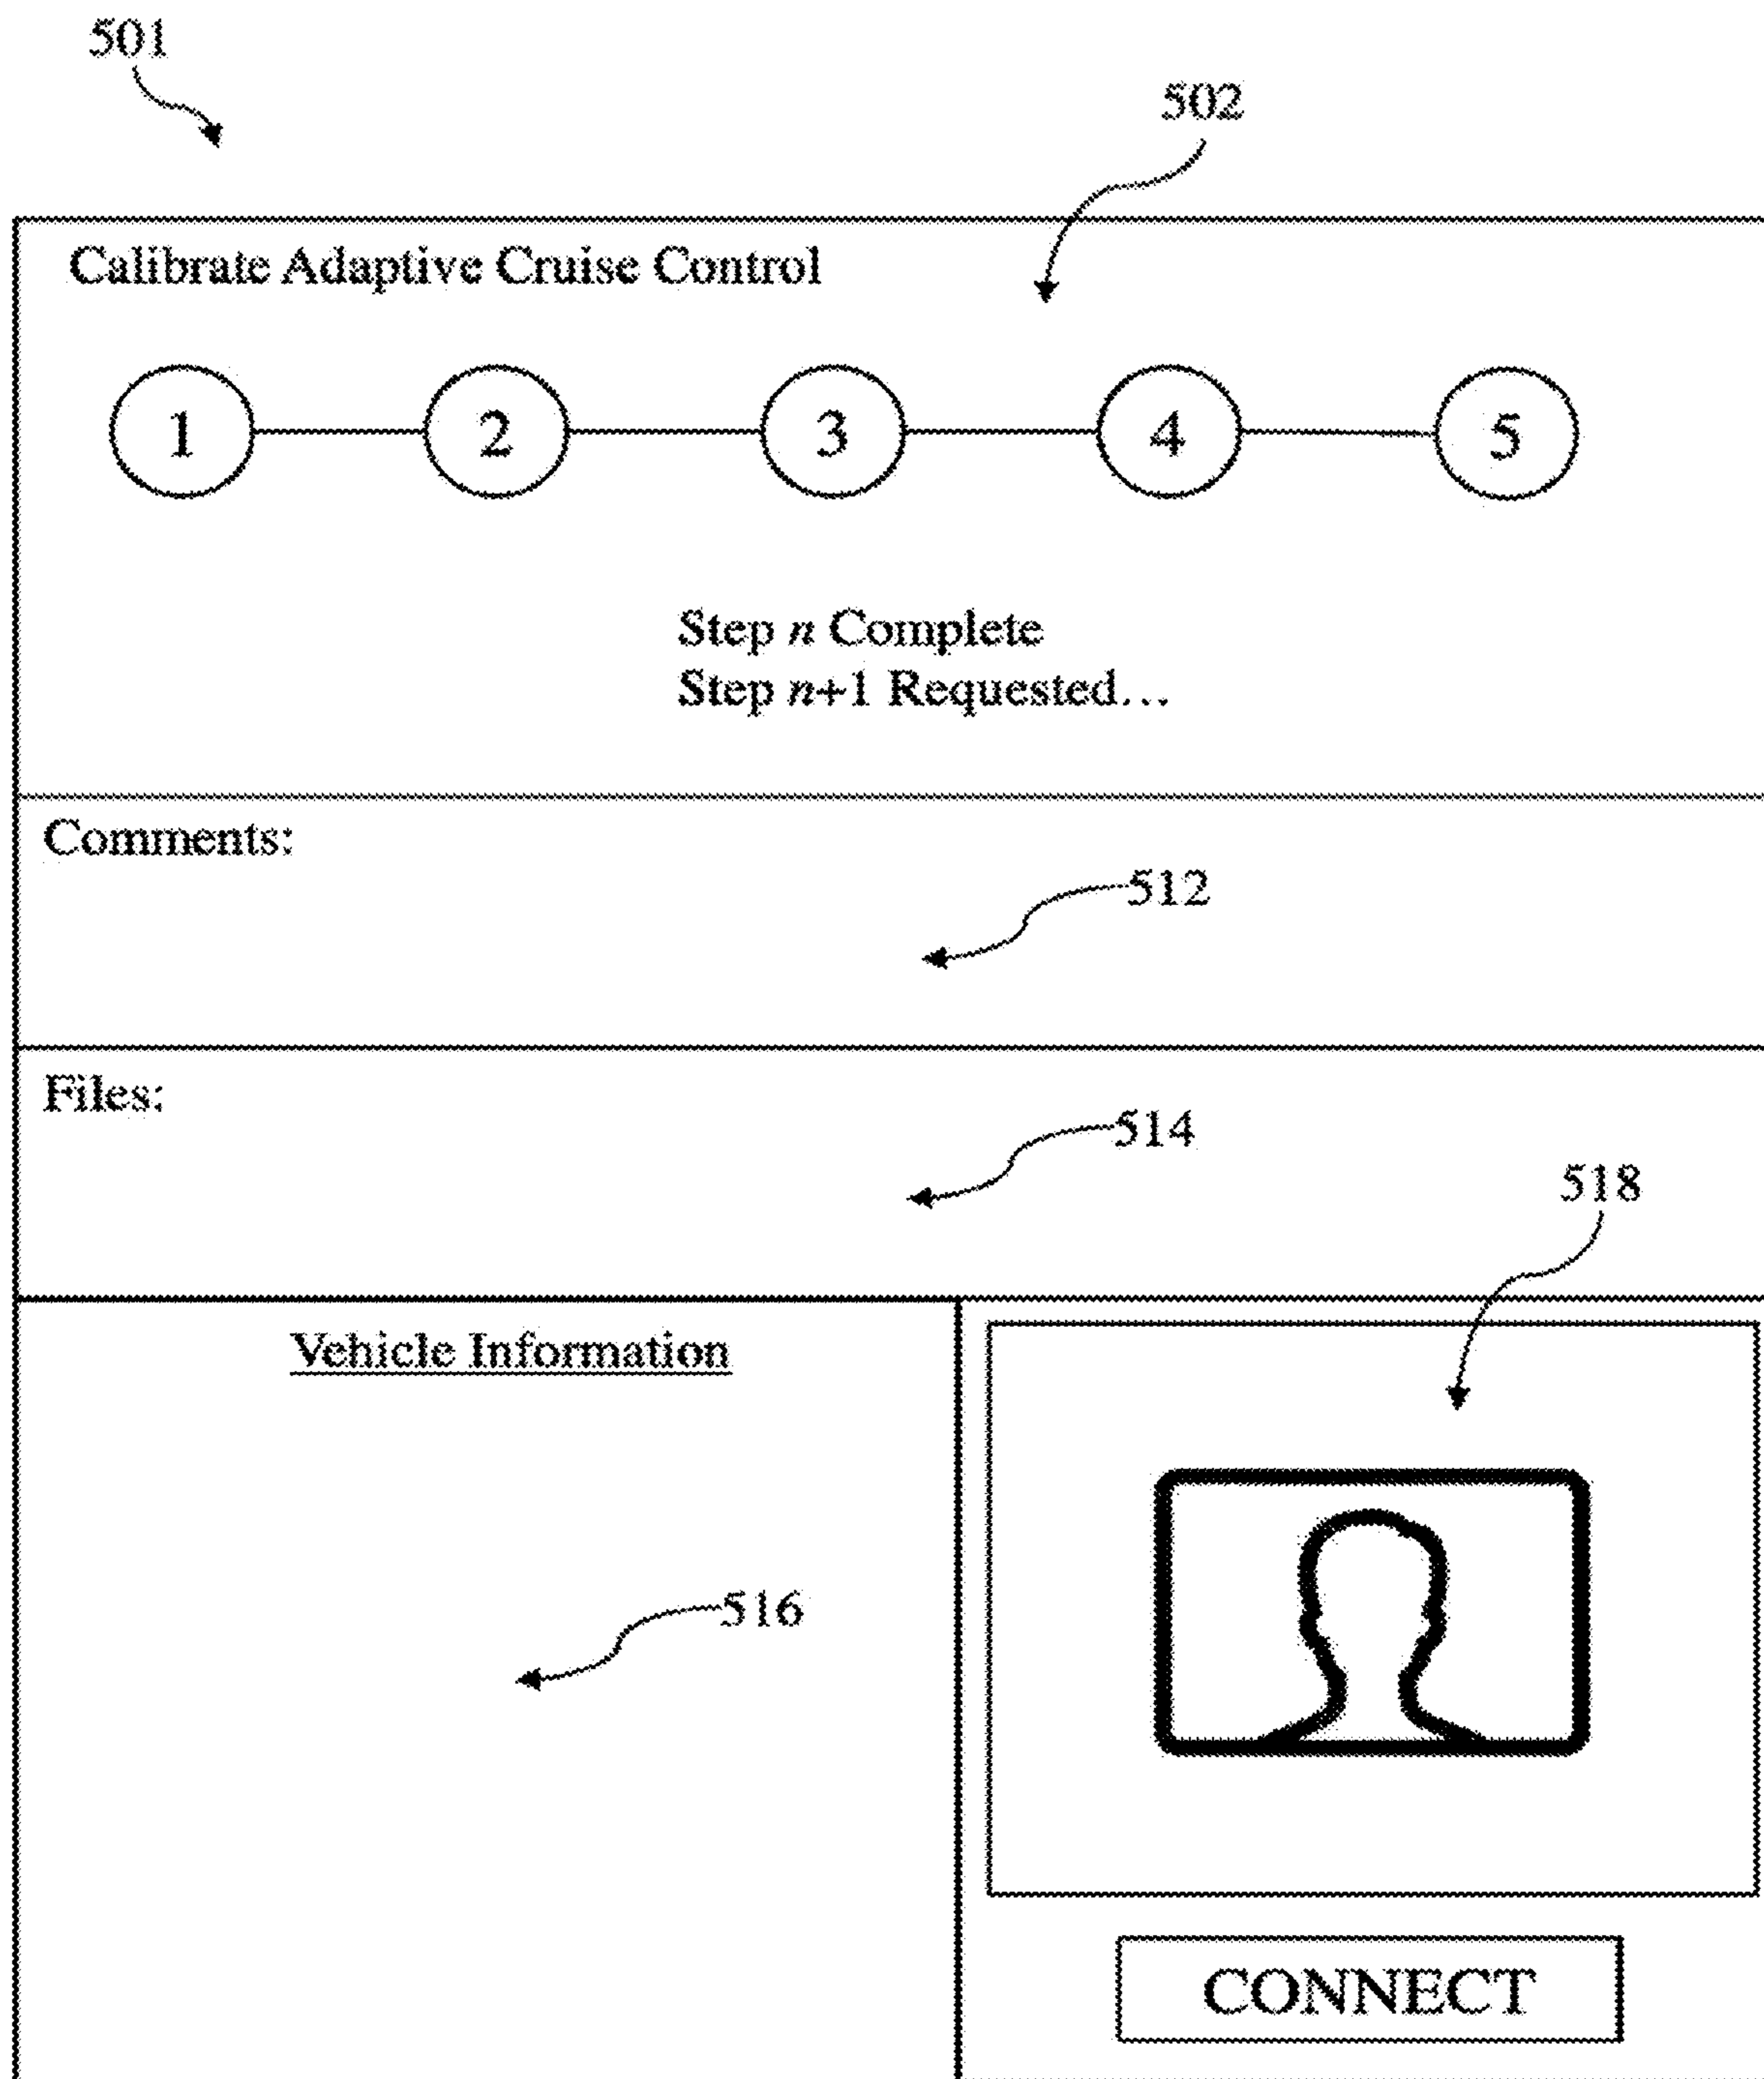 501
502
Calibrate Adaptive Cruise Control
1 2 3 4 5
Step n Complete
Step n+1 Requested...
Comments:
512
Files:
514
518
Vehicle Information
516
CONNECT